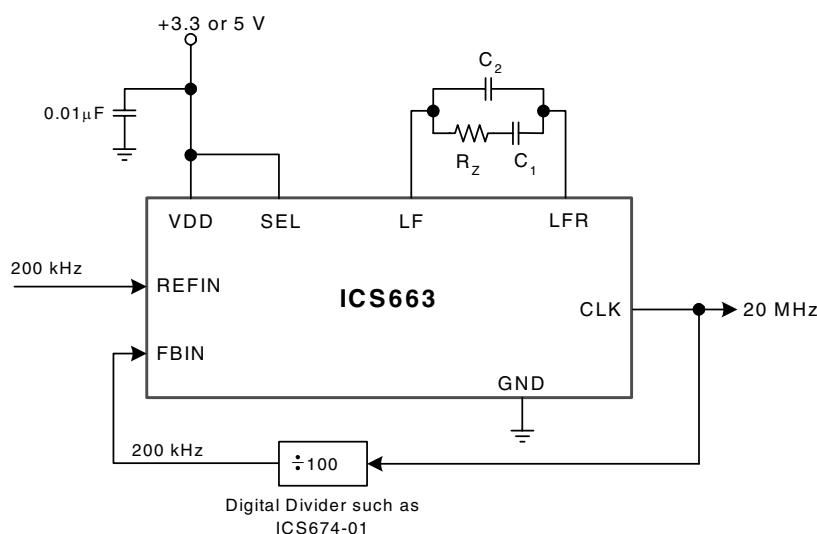 +3.3 or 5 V
C2
0.01μF
RZ
C1
VDD
SEL
LF
LFR
200 kHz
REFIN
ICS663
CLK
20 MHz
FBIN
GND
200 kHz
÷100
Digital Divider such as
ICS674-01